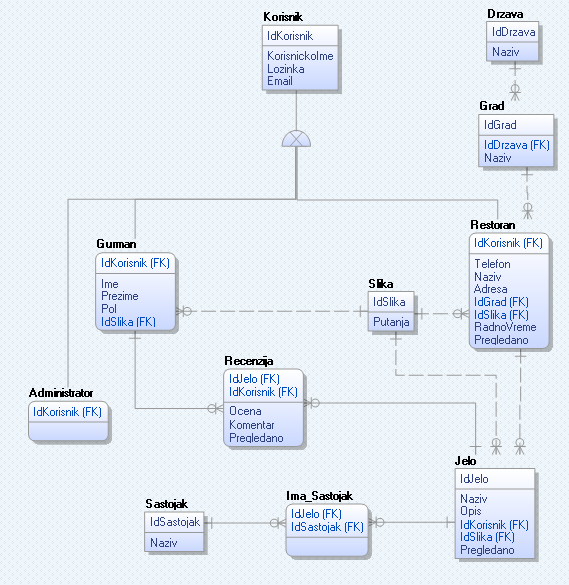 Korisnik
IdKorisnik
KorisnickoIme
Lozinka
Email
Drzava
IdDrzava
Naziv
Grad
IdGrad
IdDrzava (FK)
Naziv
Gurman
IdKorisnik (FK)
Ime
Prezime
Pol
IdSlika (FK)
Slika
IdSlika
Putanja
Restoran
IdKorisnik (FK)
Telefon
Naziv
Adresa
IdGrad (FK)
IdSlika (FK)
RadnoVreme
Pregledano
Administrator
IdKorisnik (FK)
Recenzija
IdJelo (FK)
IdKorisnik (FK)
Ocena
Komentar
Pregledano
Sastojak
IdSastojak
Naziv
Ima_Sastojak
IdJelo (FK)
IdSastojak (FK)
Jelo
IdJelo
Naziv
Opis
IdKorisnik (FK)
IdSlika (FK)
Pregledano